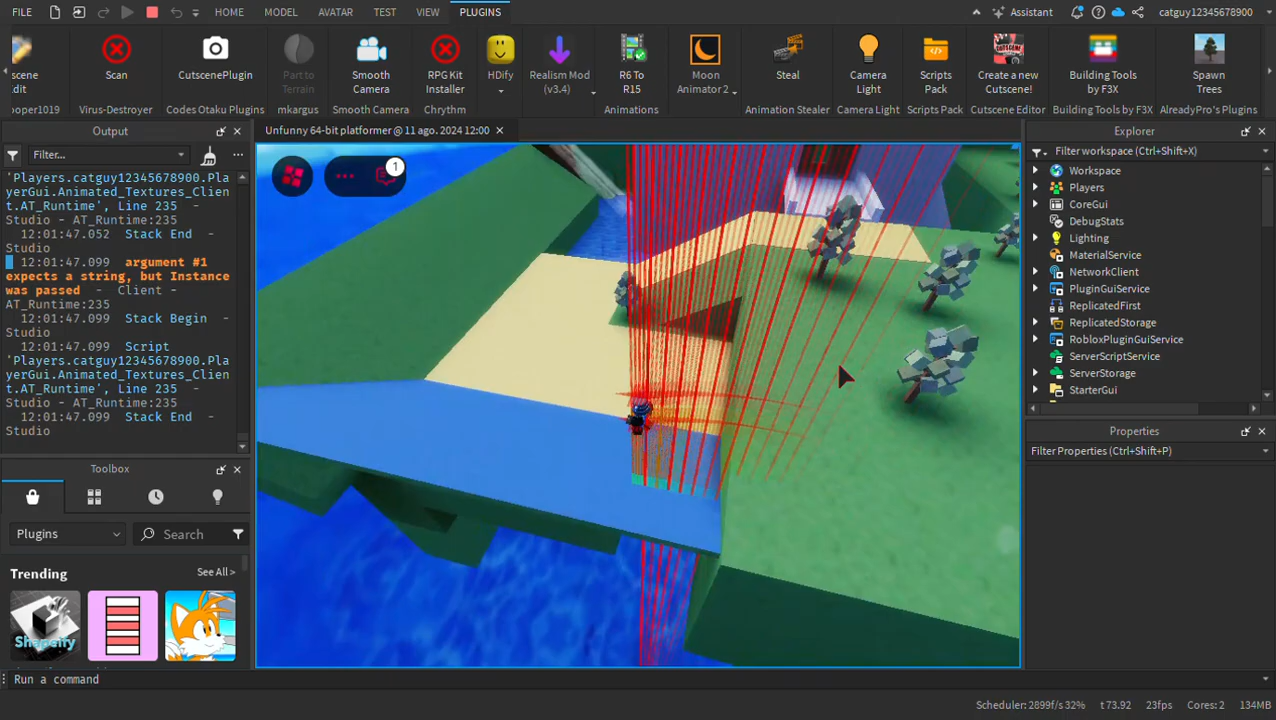 FILE
HOME
MODEL
AVATAR
TEST
VIEW
PLUGINS
Assistant
catguy12345678900
scene
dit
Scan
CutscenePlugin
Part to
Terrain
Smooth
Camera
RPG Kit
Installer
HDify
Realism Mod
(v3.4)
R6 To
R15
Moon
Animator 2
Steal
Camera
Light
Scripts
Pack
Create a new
Cutscene!
Building Tools
by F3X
Spawn
Trees
ooper1019
Virus-Destroyer
Codes Otaku Plugins
mkargus
Smooth Camera
Chrythm
Animations
Animation Stealer
Camera Light
Scripts Pack
Cutscene Editor
Building Tools by F3X
AlreadyPro's Plugins
Output
Filter...
'Players.catguy12345678900.Pla
yerGui.Animated_Textures_Clien
t.AT_Runtime', Line 235 -
Studio - AT_Runtime:235
12:01:47.052 Stack End -
Studio
12:01:47.099 argument #1
expects a string, but Instance
was passed - Client -
AT_Runtime:235
12:01:47.099 Stack Begin -
Studio
12:01:47.099 Script
'Players.catguy12345678900.Pla
yerGui.Animated_Textures_Clien
t.AT_Runtime', Line 235 -
Studio - AT_Runtime:235
12:01:47.099 Stack End -
Studio
Toolbox
Plugins
Search
Trending
See All >
Shapeify
Unfunny 64-bit platformer @ 11 ago. 2024 12:00
1
Explorer
Filter workspace (Ctrl+Shift+X)
Workspace
Players
CoreGui
DebugStats
Lighting
MaterialService
NetworkClient
PluginGuiService
ReplicatedFirst
ReplicatedStorage
RobloxPluginGuiService
ServerScriptService
ServerStorage
StarterGui
Properties
Filter Properties (Ctrl+Shift+P)
Run a command
Scheduler: 2899f/s 32%
t 73.92
23fps
Cores: 2
134MB